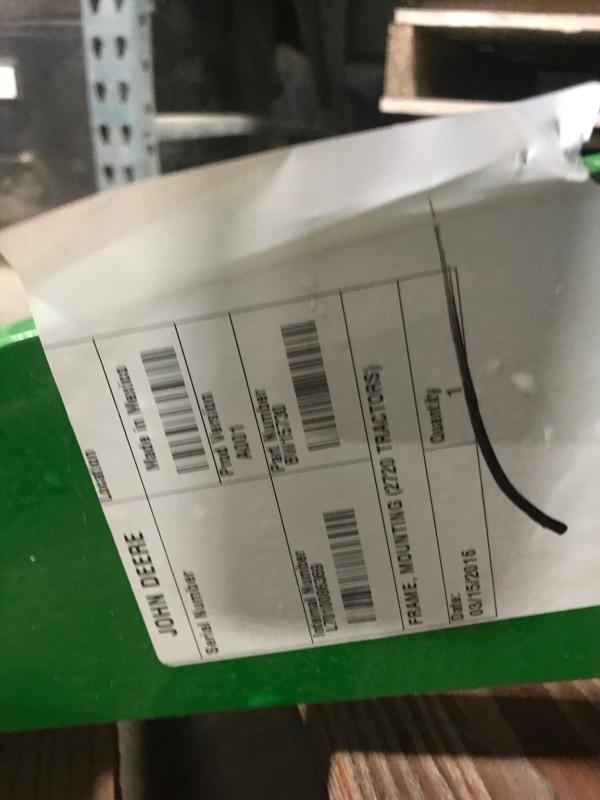 JOHN DEERE
Location
Made in Mexico
Serial Number
Prod Version
A001
Part Number
Internal Number
FRAME, MOUNTING (2720 TRACTORS)
Date:
03/15/2016
Quantity
1